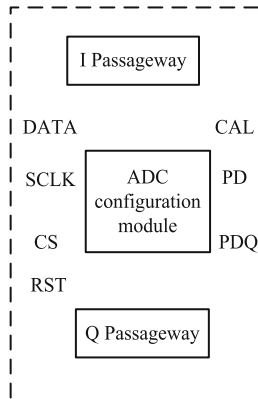 I Passageway
DATA
CAL
SCLK
ADC
configuration
module
PD
CS
PDQ
RST
Q Passageway